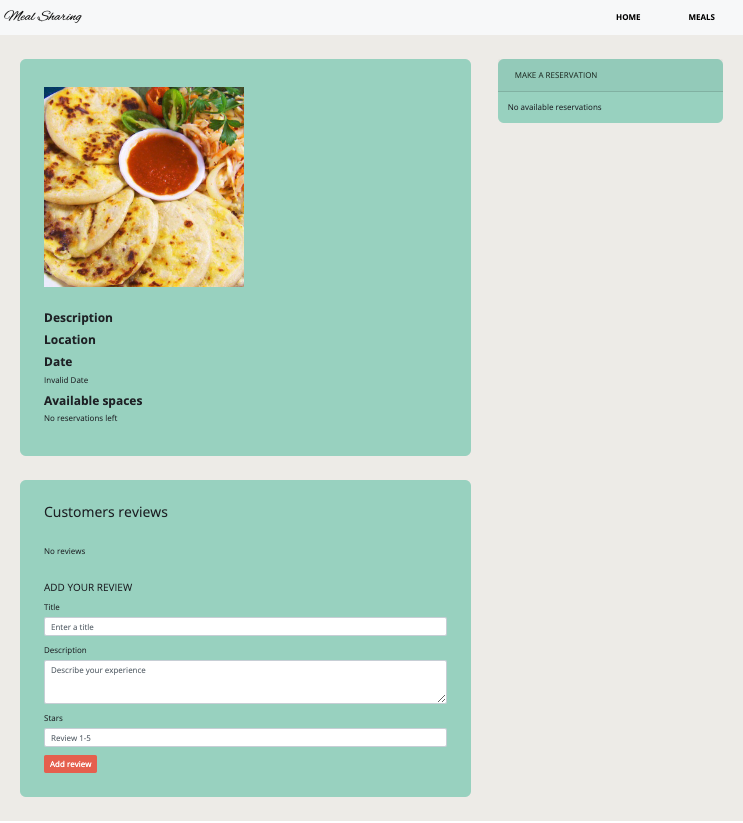 Meal Sharing
HOME
MEALS
Description
Location
Date
Invalid Date
Available spaces
No reservations left
MAKE A RESERVATION
No available reservations
Customers reviews
No reviews
ADD YOUR REVIEW
Title
Enter a title
Description
Describe your experience
Stars
Review 1-5
Add review